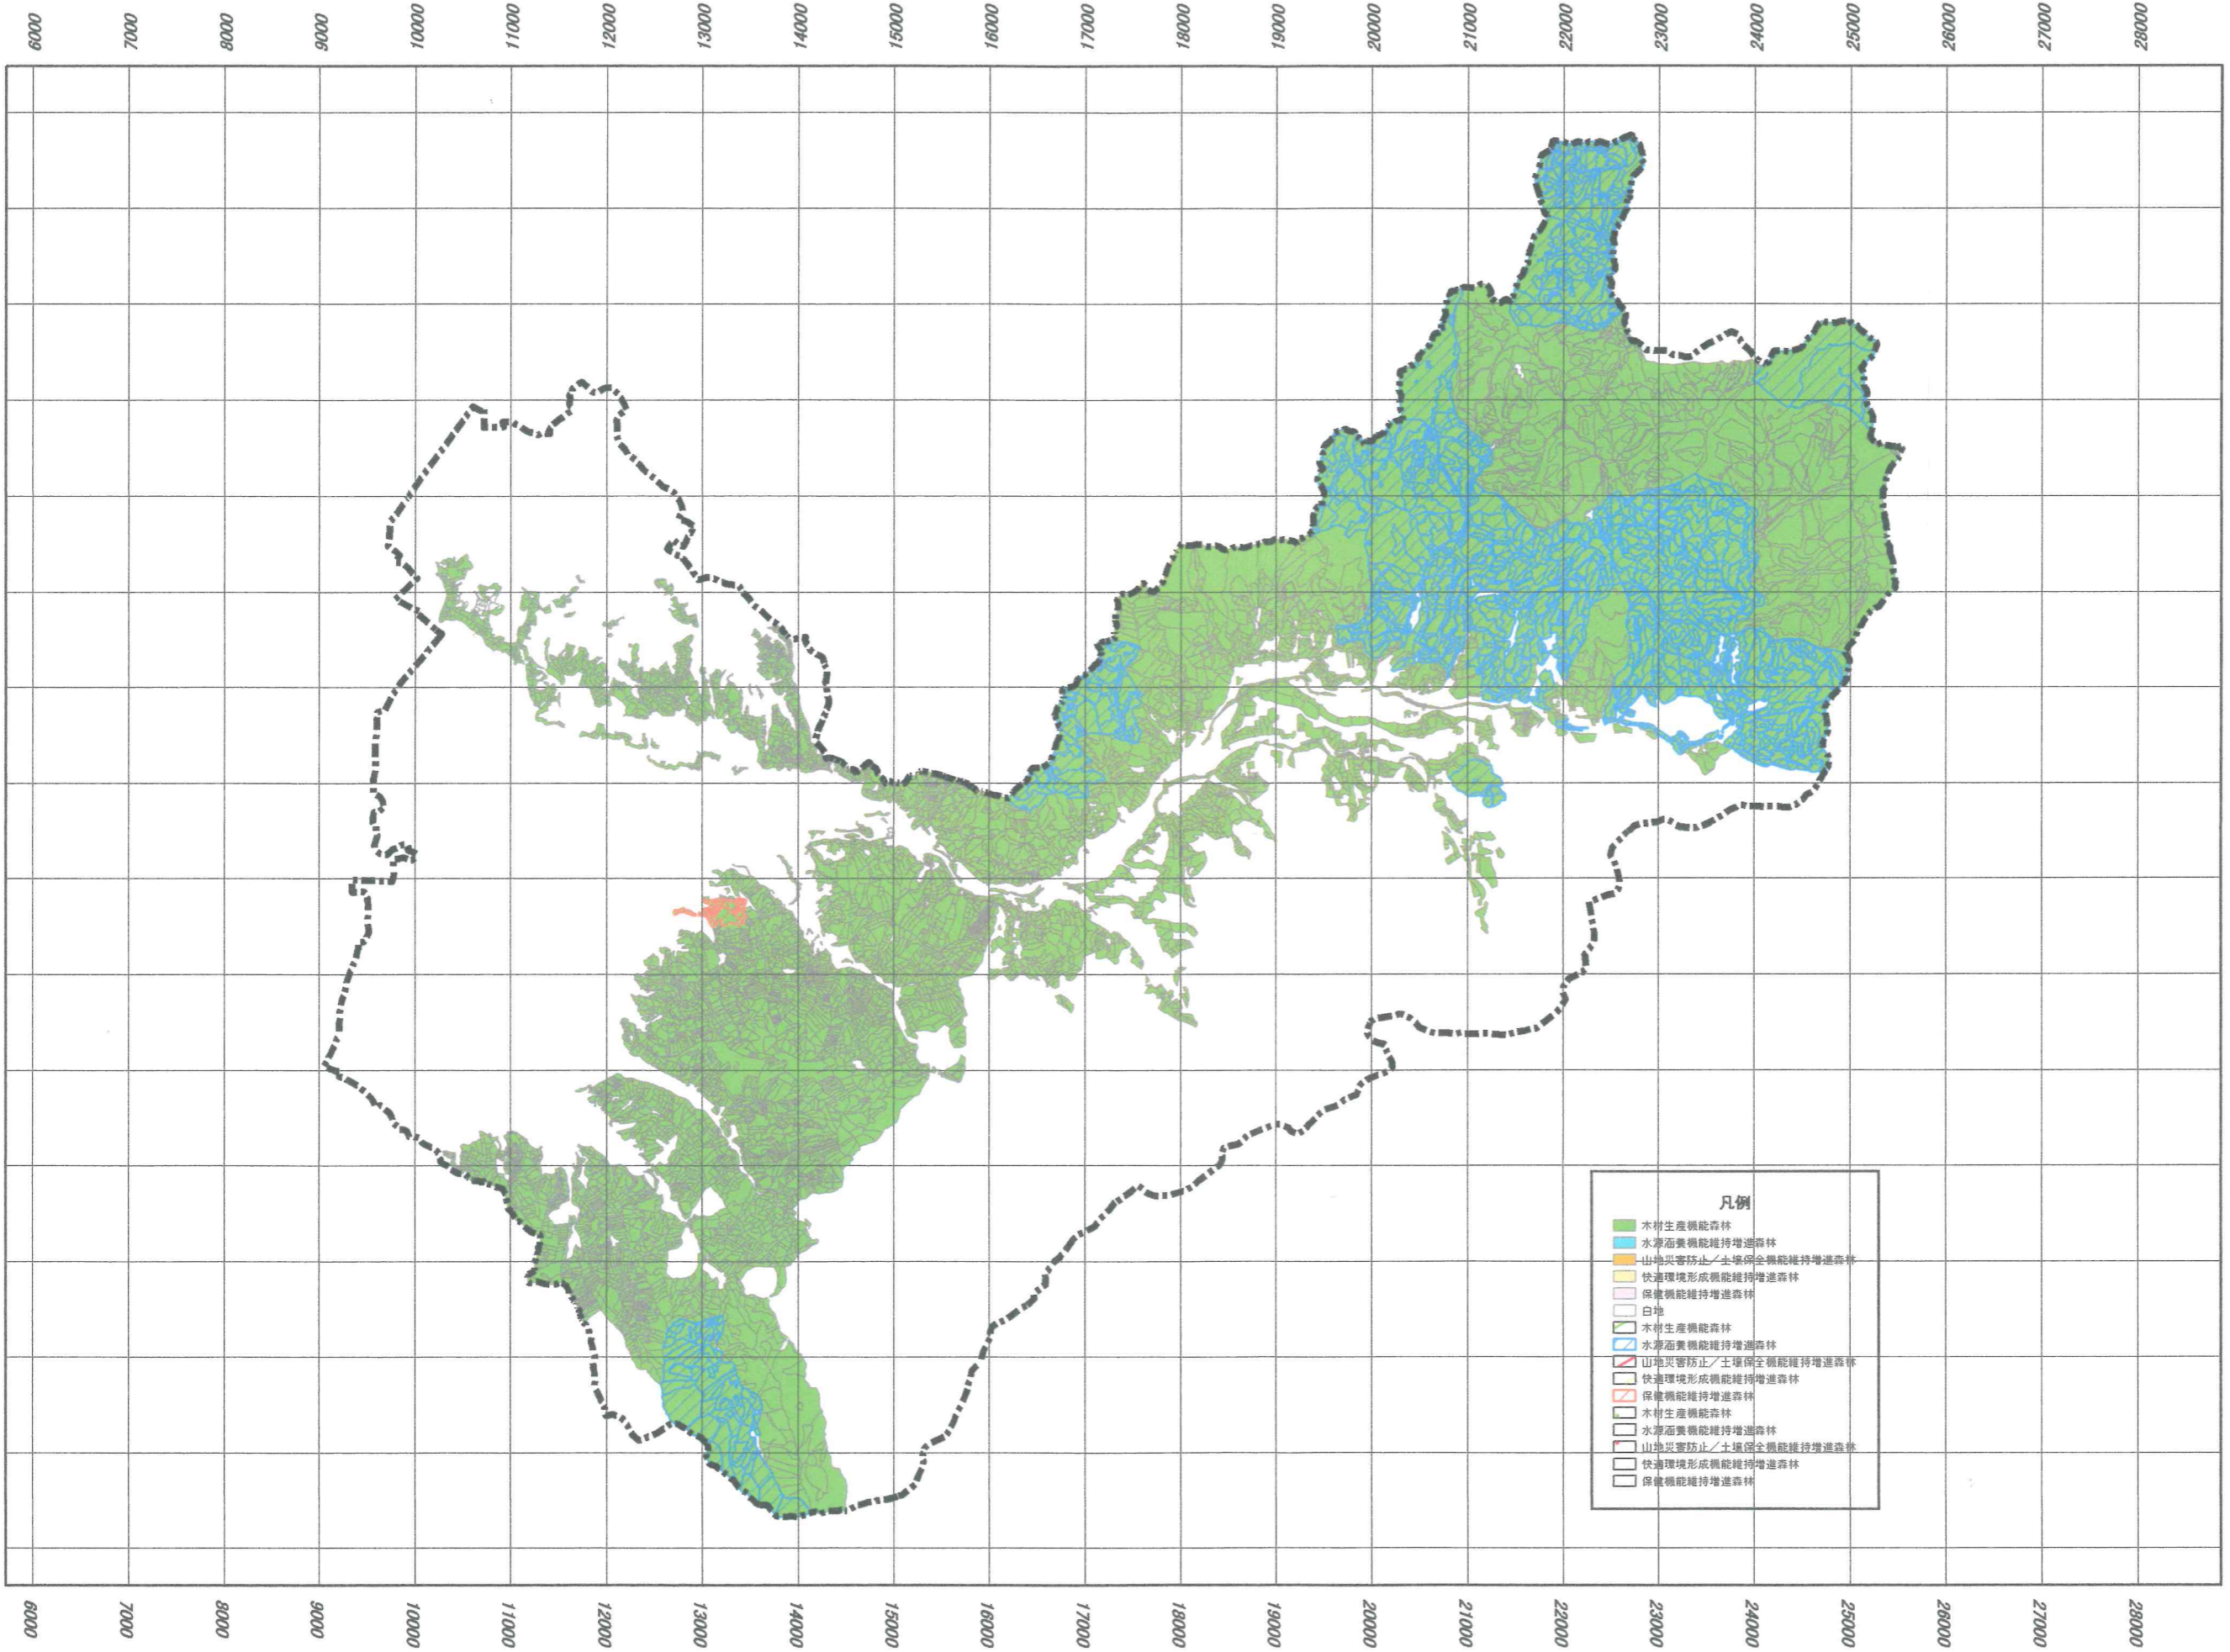 6000 7000 8000 9000 10000 11000 12000 13000 14000 15000 16000 17000 18000 19000 20000 21000 22000 23000 24000 25000 26000 27000 28000
凡例
木材生産機能森林
水源涵養機能維持増進森林
山地災害防止／土壌保全機能維持増進森林
快適環境形成機能維持増進森林
保健機能維持増進森林
白地
木材生産機能森林
水源涵養機能維持増進森林
山地災害防止／土壌保全機能維持増進森林
快適環境形成機能維持増進森林
保健機能維持増進森林
木材生産機能森林
水源涵養機能維持増進森林
山地災害防止／土壌保全機能維持増進森林
快適環境形成機能維持増進森林
保健機能維持増進森林
6000 7000 8000 9000 10000 11000 12000 13000 14000 15000 16000 17000 18000 19000 20000 21000 22000 23000 24000 25000 26000 27000 28000